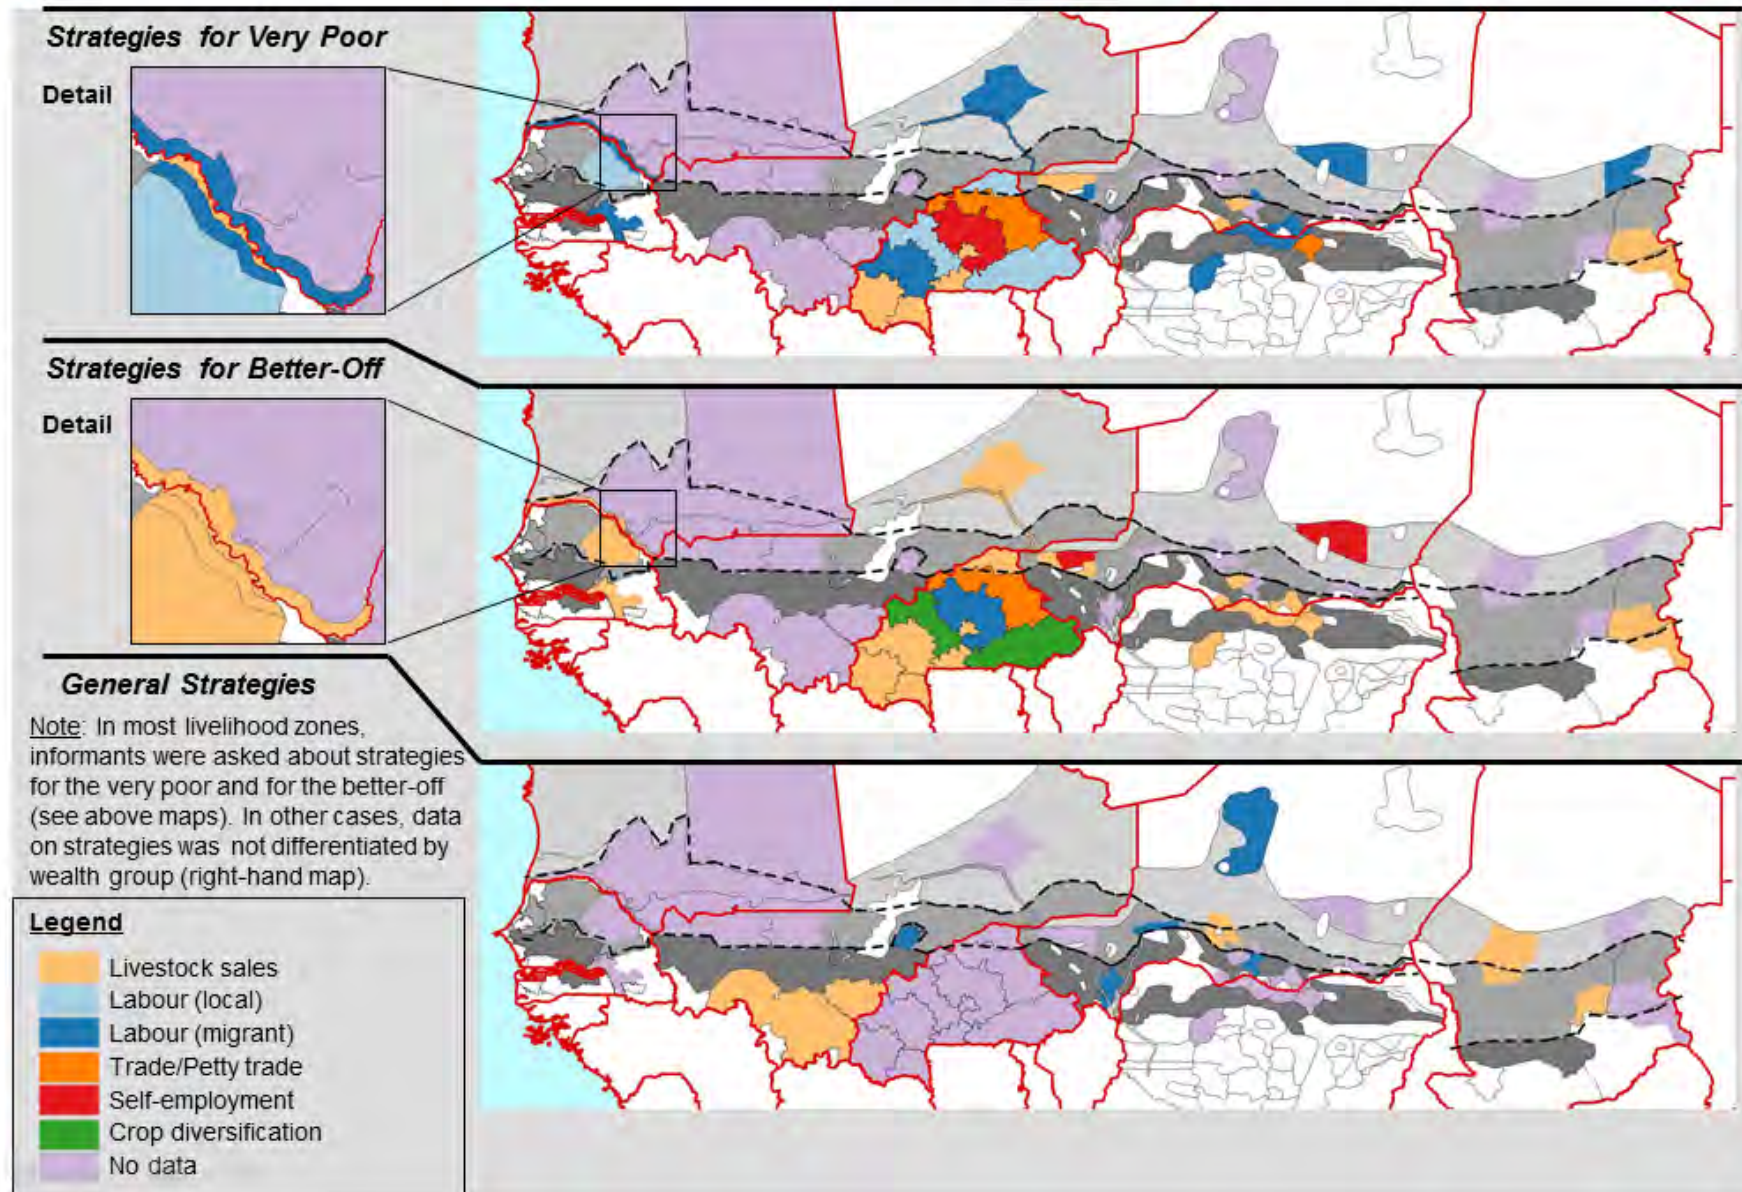 Strategies for Very Poor
Detail
Strategies for Better-Off
Detail
General Strategies
Note: In most livelihood zones,
informants were asked about strategies
for the very poor and for the better-off
(see above maps). In other cases, data
on strategies was not differentiated by
wealth group (right-hand map).
Legend
Livestock sales
Labour (local)
Labour (migrant)
Trade/Petty trade
Self-employment
Crop diversification
No data